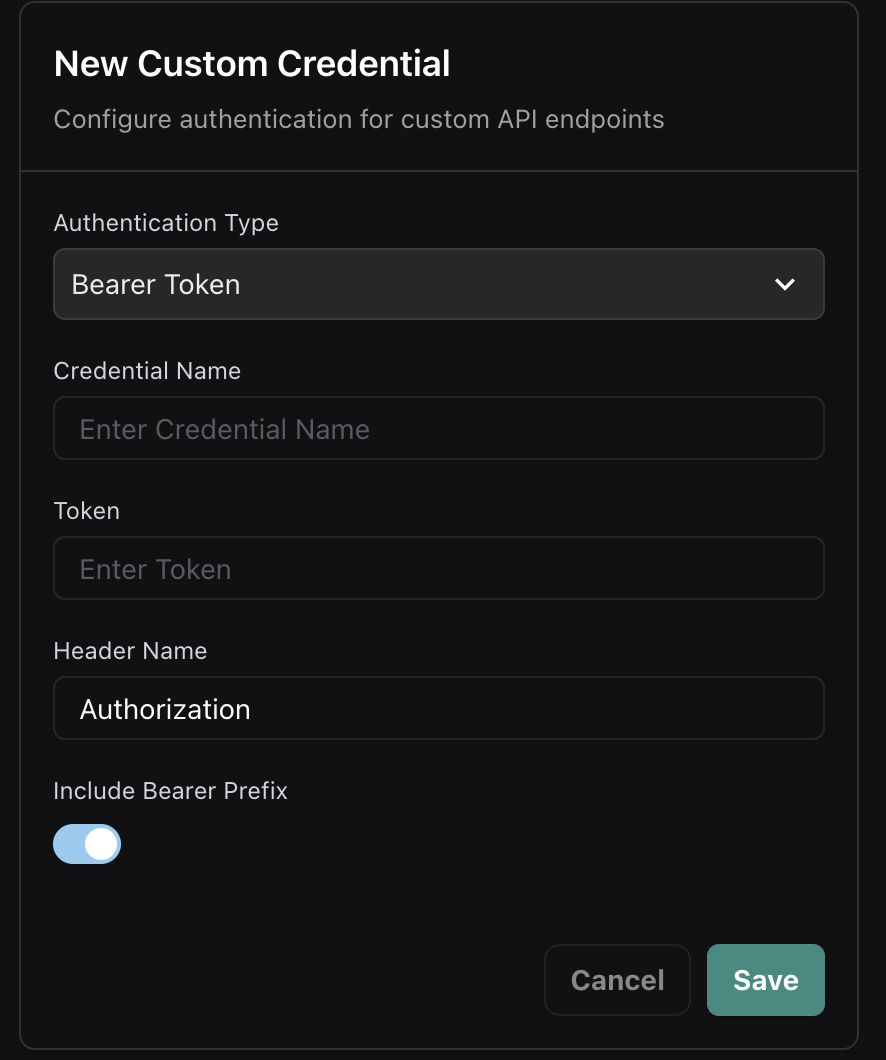 New Custom Credential
Configure authentication for custom API endpoints
Authentication Type
Bearer Token
Credential Name
Enter Credential Name
Token
Enter Token
Header Name
Authorization
Include Bearer Prefix
Cancel Save